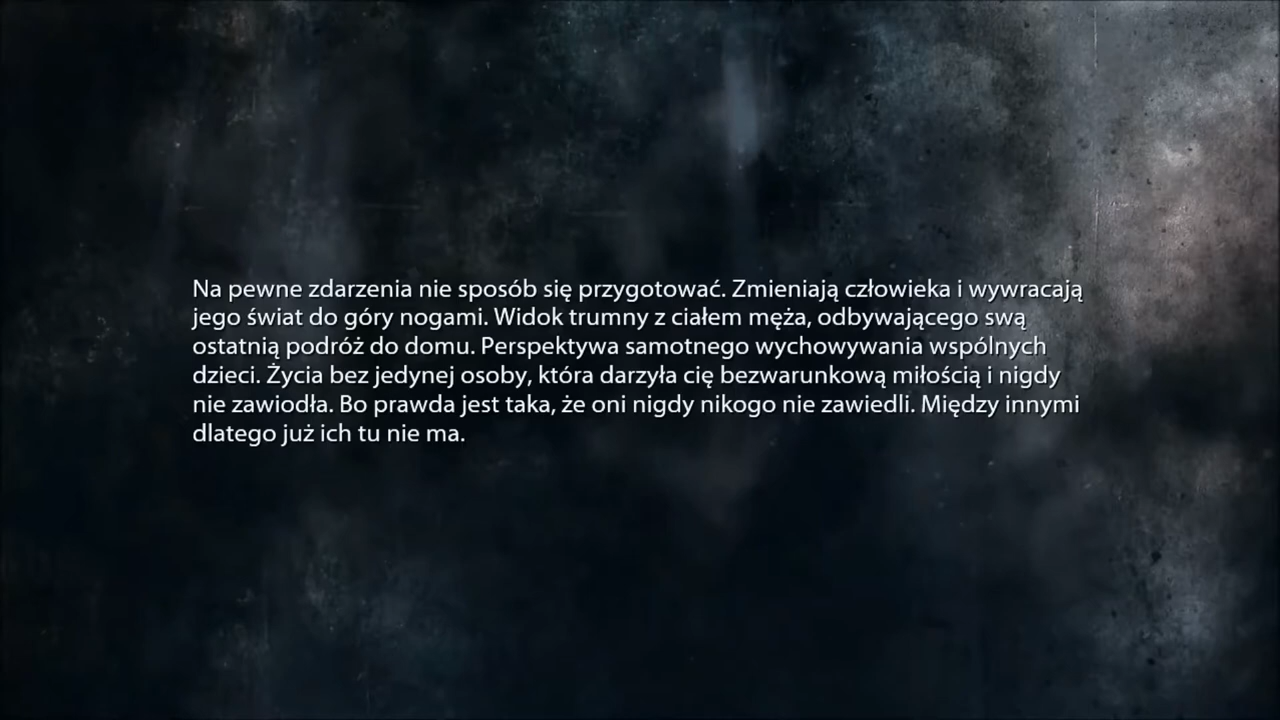 Na pewne zdarzenia nie sposób się przygotować. Zmieniają człowieka i wywracają
jego świat do góry nogami. Widok trumny z ciałem męża, odbywającego swą
ostatnią podróż do domu. Perspektywa samotnego wychowywania wspólnych
dzieci. Życia bez jedynej osoby, która darzyła cię bezwarunkową miłością i nigdy
nie zawiodła. Bo prawda jest taka, że oni nigdy nikogo nie zawiedli. Między innymi
dlatego już ich tu nie ma.